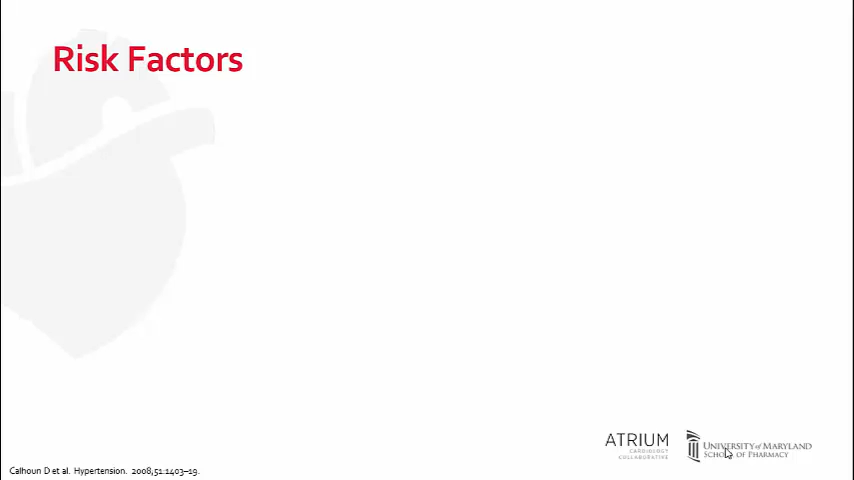 Risk Factors
ATRIUM
CARDIOLOGY
COLLABORATIVE
UNIVERSITY of MARYLAND
SCHOOL OF PHARMACY
Calhoun D et al. Hypertension. 2008;51:1403–19.